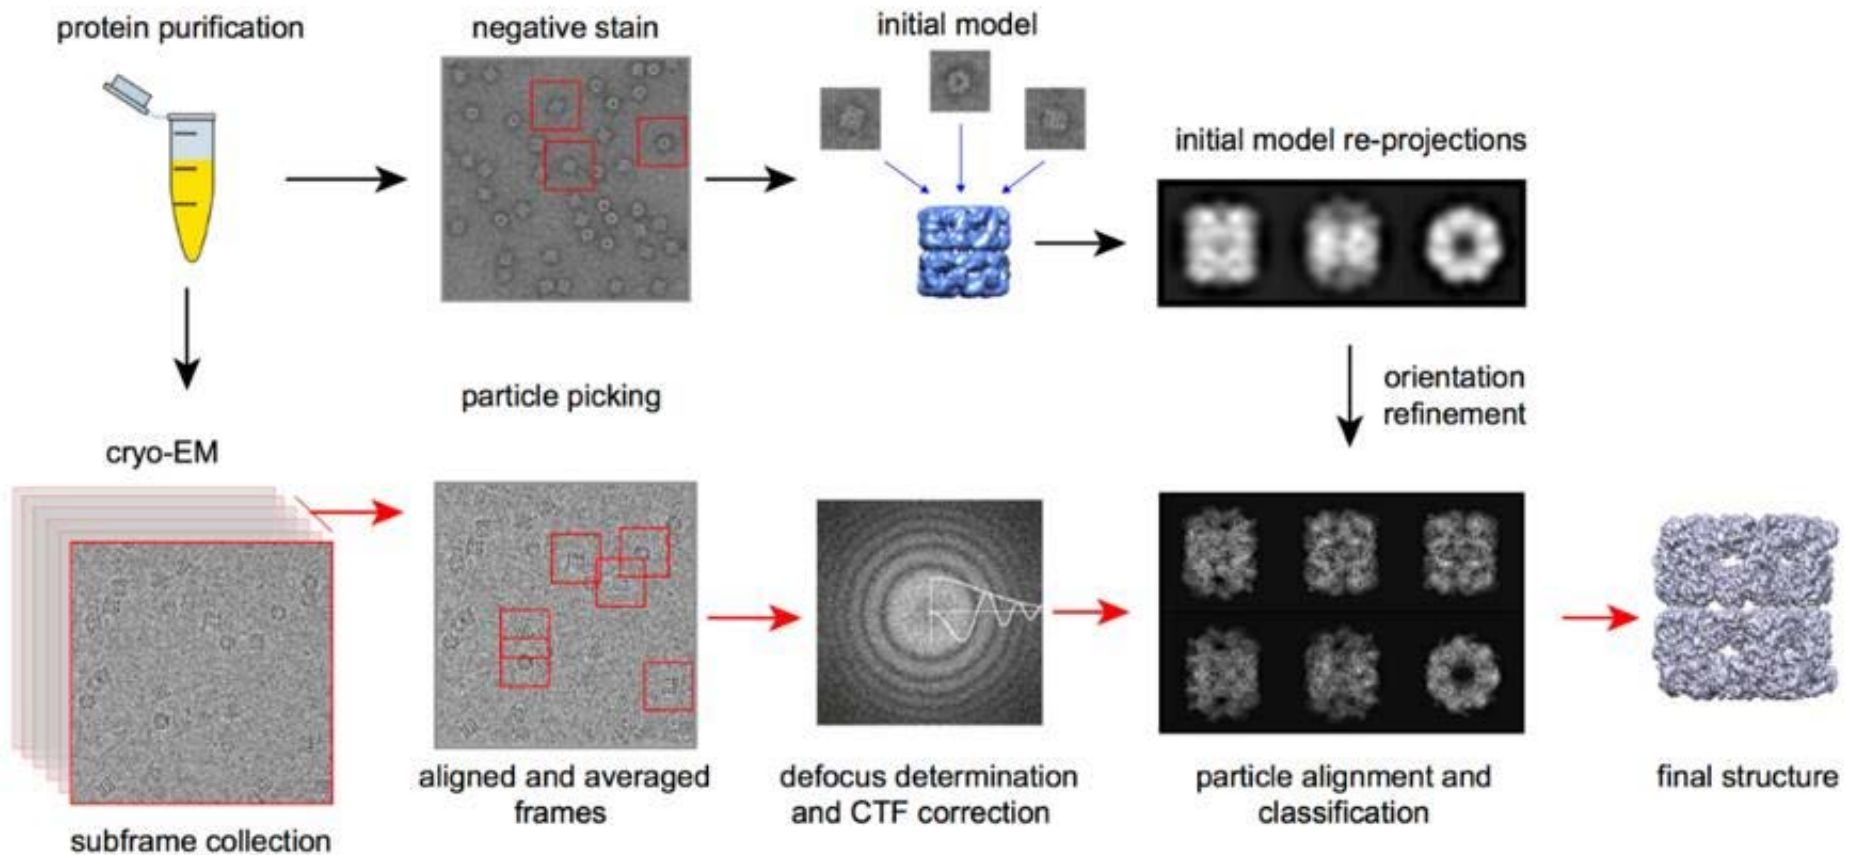 protein purification
negative stain
initial model
initial model re-projections
orientation
refinement
particle picking
cryo-EM
aligned and averaged
frames
defocus determination
and CTF correction
particle alignment and
classification
final structure
subframe collection